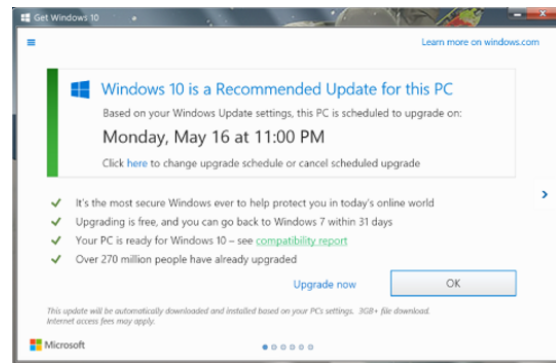 Get Windows 10
Learn more on windows.com
Windows 10 is a Recommended Update for this PC
Based on your Windows Update settings, this PC is scheduled to upgrade on:
Monday, May 16 at 11:00 PM
Click here to change upgrade schedule or cancel scheduled upgrade
It's the most secure Windows ever to help protect you in today's online world
Upgrading is free, and you can go back to Windows 7 within 31 days
Your PC is ready for Windows 10 – see compatibility report
Over 270 million people have already upgraded
Upgrade now
OK
This update will be automatically downloaded and installed based on your PCs settings. 3GB+ file download.
Internet access fees may apply.
Microsoft